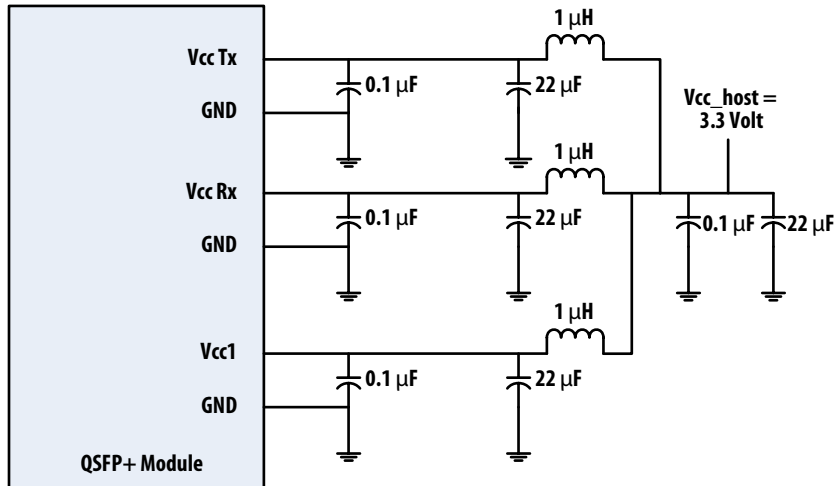 1 µH
Vcc Tx
0.1 µF
22 µF
GND
Vcc_host =
3.3 Volt
1 µH
Vcc Rx
0.1 µF
22 µF
0.1 µF
22 µF
GND
1 µH
Vcc1
0.1 µF
22 µF
GND
QSFP+ Module